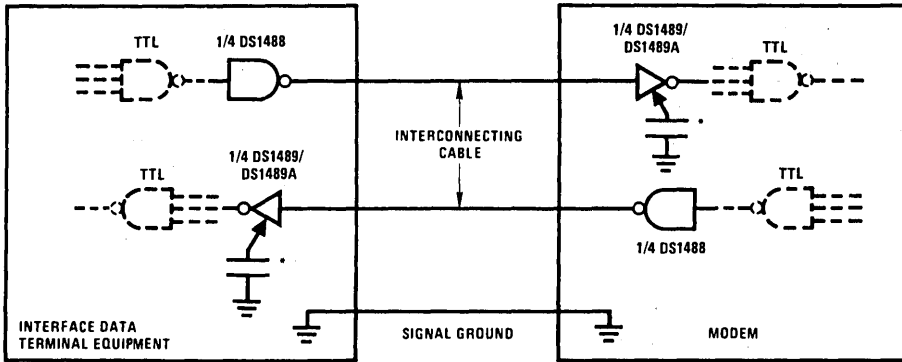 TTL
1/4 DS1488
1/4 DS1489/
DS1489A
TTL
INTERCONNECTING
CABLE
TTL
1/4 DS1489/
DS1489A
TTL
1/4 DS1488
INTERFACE DATA
TERMINAL EQUIPMENT
SIGNAL GROUND
MODEM